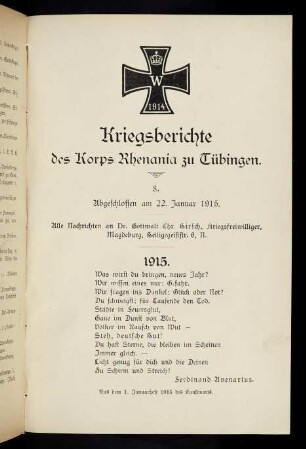 W
1914
Kriegsberichte
des Korps Rhenania zu Tübingen.
8.
Abgeschlossen am 22. Januar 1915.
Alle Nachrichten an Dr. Gottwalt Chr. Hirsch, Kriegsfreiwilliger,
Magdeburg, Heiligegeiststr. 6, II.
1915.
Was wirst du bringen, neues Jahr?
Wir wissen eines nur: Gefahr.
Wir fragen ins Dunkel: Glück oder Not?
Du schweigst: für Tausende den Tod.
Städte in Feuersglut,
Gaue im Dunst von Blut,
Völker im Rausch von Wut —
Steh, deutsche Gut!
Du hast Sterne, die bleiben im Scheinen
Immer gleich. —
Licht genug für dich und die Deinen
Zu Schirm und Streich!
Ferdinand Avenarius.
Aus dem 1. Januarheft 1915 des Kunstwarts.